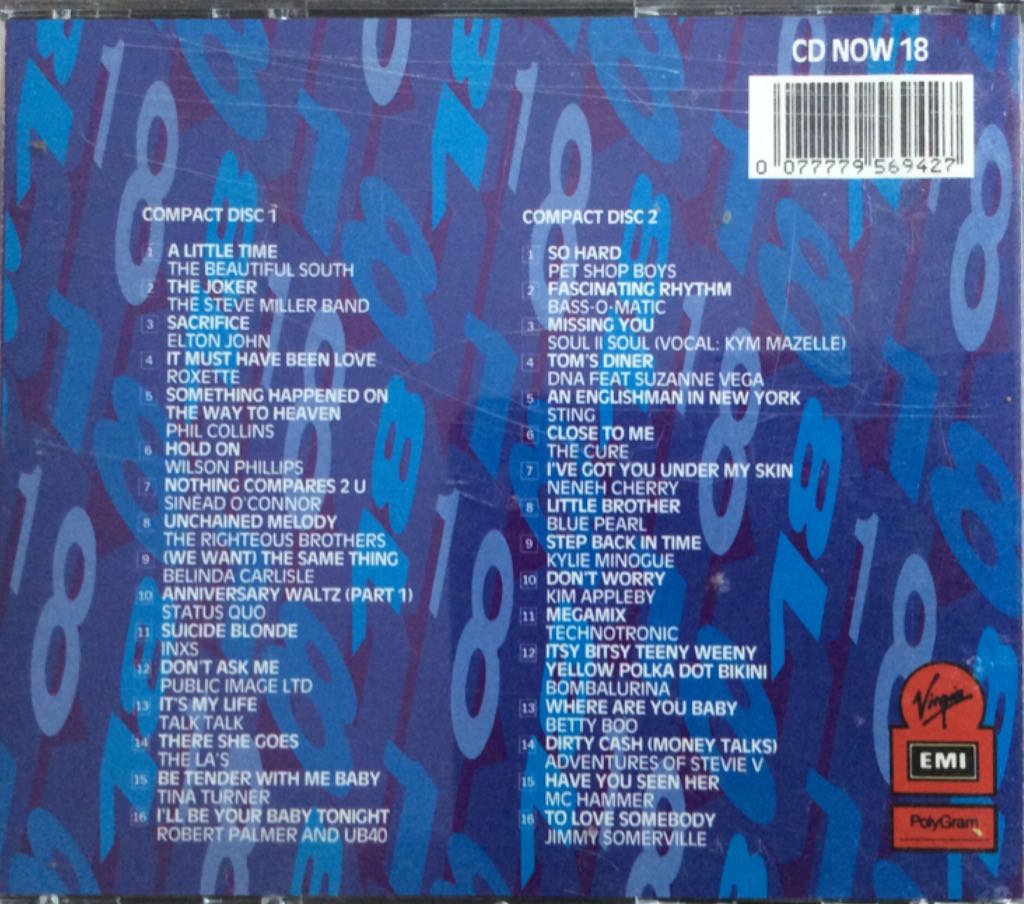 CD NOW 18
0 077779 569427
COMPACT DISC 1
1 A LITTLE TIME
THE BEAUTIFUL SOUTH
2 THE JOKER
THE STEVE MILLER BAND
3 SACRIFICE
ELTON JOHN
4 IT MUST HAVE BEEN LOVE
ROXETTE
5 SOMETHING HAPPENED ON
THE WAY TO HEAVEN
PHIL COLLINS
6 HOLD ON
WILSON PHILLIPS
7 NOTHING COMPARES 2 U
SINÉAD O'CONNOR
8 UNCHAINED MELODY
THE RIGHTEOUS BROTHERS
9 (WE WANT) THE SAME THING
BELINDA CARLISLE
10 ANNIVERSARY WALTZ (PART 1)
STATUS QUO
11 SUICIDE BLONDE
INXS
12 DON'T ASK ME
PUBLIC IMAGE LTD
13 IT'S MY LIFE
TALK TALK
14 THERE SHE GOES
THE LA'S
15 BE TENDER WITH ME BABY
TINA TURNER
16 I'LL BE YOUR BABY TONIGHT
ROBERT PALMER AND UB40
COMPACT DISC 2
1 SO HARD
PET SHOP BOYS
2 FASCINATING RHYTHM
BASS-O-MATIC
3 MISSING YOU
SOUL II SOUL (VOCAL: KYM MAZELLE)
4 TOM'S DINER
DNA FEAT SUZANNE VEGA
5 AN ENGLISHMAN IN NEW YORK
STING
6 CLOSE TO ME
THE CURE
7 I'VE GOT YOU UNDER MY SKIN
NENEH CHERRY
8 LITTLE BROTHER
BLUE PEARL
9 STEP BACK IN TIME
KYLIE MINOGUE
10 DON'T WORRY
KIM APPLEBY
11 MEGAMIX
TECHNOTRONIC
12 ITSY BITSY TEENY WEENY
YELLOW POLKA DOT BIKINI
BOMBALURINA
13 WHERE ARE YOU BABY
BETTY BOO
14 DIRTY CASH (MONEY TALKS)
ADVENTURES OF STEVIE V
15 HAVE YOU SEEN HER
MC HAMMER
16 TO LOVE SOMEBODY
JIMMY SOMERVILLE
Virgin
EMI
PolyGram